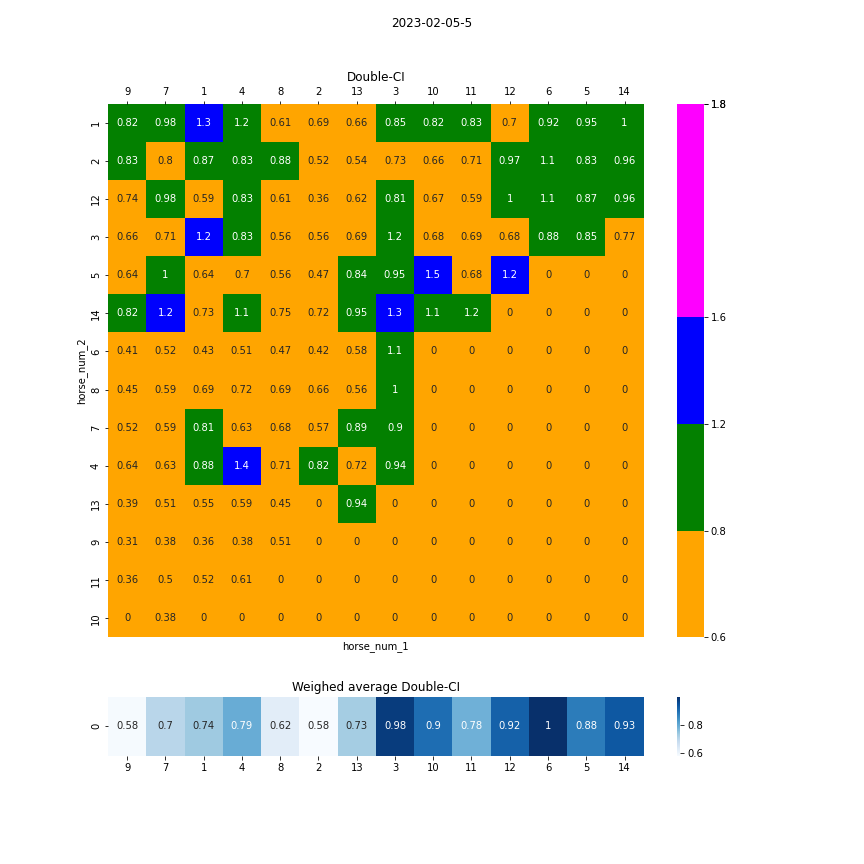 2023-02-05-5
Double-CI
9 7 1 4 8 2 13 3 10 11 12 6 5 14
1 0.82 0.98 1.3 1.2 0.61 0.69 0.66 0.85 0.82 0.83 0.7 0.92 0.95 1
2 0.83 0.8 0.87 0.83 0.88 0.52 0.54 0.73 0.66 0.71 0.97 1.1 0.83 0.96
12 0.74 0.98 0.59 0.83 0.61 0.36 0.62 0.81 0.67 0.59 1 1.1 0.87 0.96
3 0.66 0.71 1.2 0.83 0.56 0.56 0.69 1.2 0.68 0.69 0.68 0.88 0.85 0.77
5 0.64 1 0.64 0.7 0.56 0.47 0.84 0.95 1.5 0.68 1.2 0 0 0
14 0.82 1.2 0.73 1.1 0.75 0.72 0.95 1.3 1.1 1.2 0 0 0 0
6 0.41 0.52 0.43 0.51 0.47 0.42 0.58 1.1 0 0 0 0 0 0
8 0.45 0.59 0.69 0.72 0.69 0.66 0.56 1 0 0 0 0 0 0
7 0.52 0.59 0.81 0.63 0.68 0.57 0.89 0.9 0 0 0 0 0 0
4 0.64 0.63 0.88 1.4 0.71 0.82 0.72 0.94 0 0 0 0 0 0
13 0.39 0.51 0.55 0.59 0.45 0 0.94 0 0 0 0 0 0 0
9 0.31 0.38 0.36 0.38 0.51 0 0 0 0 0 0 0 0 0
11 0.36 0.5 0.52 0.61 0 0 0 0 0 0 0 0 0 0
10 0 0.38 0 0 0 0 0 0 0 0 0 0 0 0
horse_num_2
horse_num_1
1.8
1.6
1.2
0.8
0.6
Weighed average Double-CI
0 0.58 0.7 0.74 0.79 0.62 0.58 0.73 0.98 0.9 0.78 0.92 1 0.88 0.93
9 7 1 4 8 2 13 3 10 11 12 6 5 14
0.8
0.6